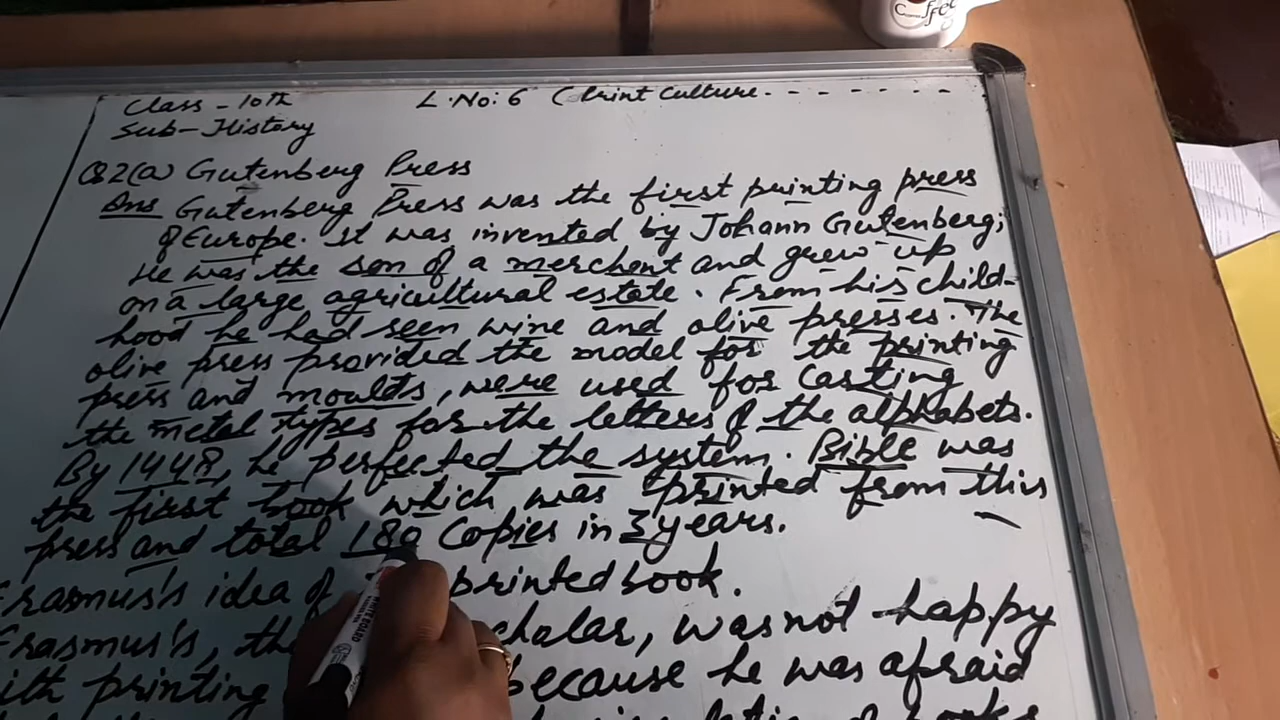 Coffee
Class - 10th L.No: 6 (Print Culture. - - - - - - -
Sub - History
Q2(a) Gutenberg Press
Ans Gutenberg Press was the first printing press
of Europe. It was invented by Johann Gutenberg;
He was the son of a merchent and grew up
on a large agricultural estate. From his child-
hood he had seen wine and olive presses. The
olive press provided the model for the printing
press and moulds, were used for casting
the metal types for the letters of the alphabets.
By 1448, he perfected the system. Bible was
the first book which was printed from this
press and total 180 Copies in 3 years.
Erasmus's idea of printed book.
Erasmus's, the scholar, was not happy
with printing because he was afraid
of books